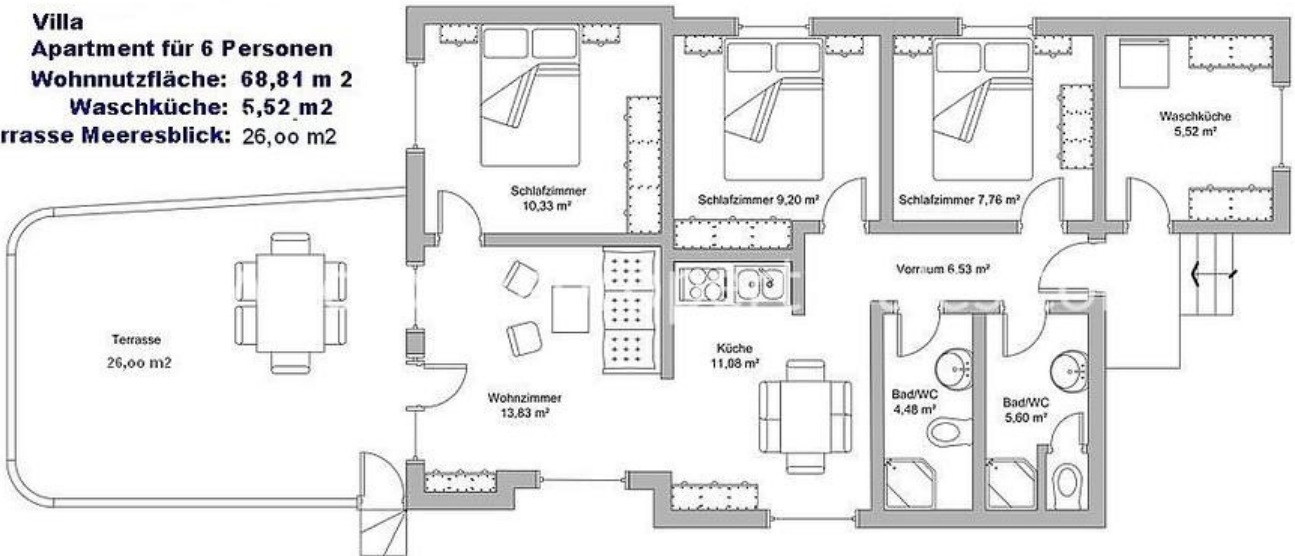 Villa
Apartment für 6 Personen
Wohnnutzfläche: 68,81 m 2
Waschküche: 5,52 m2
rrasse Meeresblick: 26,oo m2
Schlafzimmer
10,33 m²
Schlafzimmer 9,20 m²
Schlafzimmer 7,76 m²
Waschküche
5,52 m²
Vorraum 6.53 m²
Terrasse
26,oo m2
Wohnzimmer
13,83 m²
Küche
11,08 m²
Bad/WC
4,48 m²
Bad/WC
5,60 m²